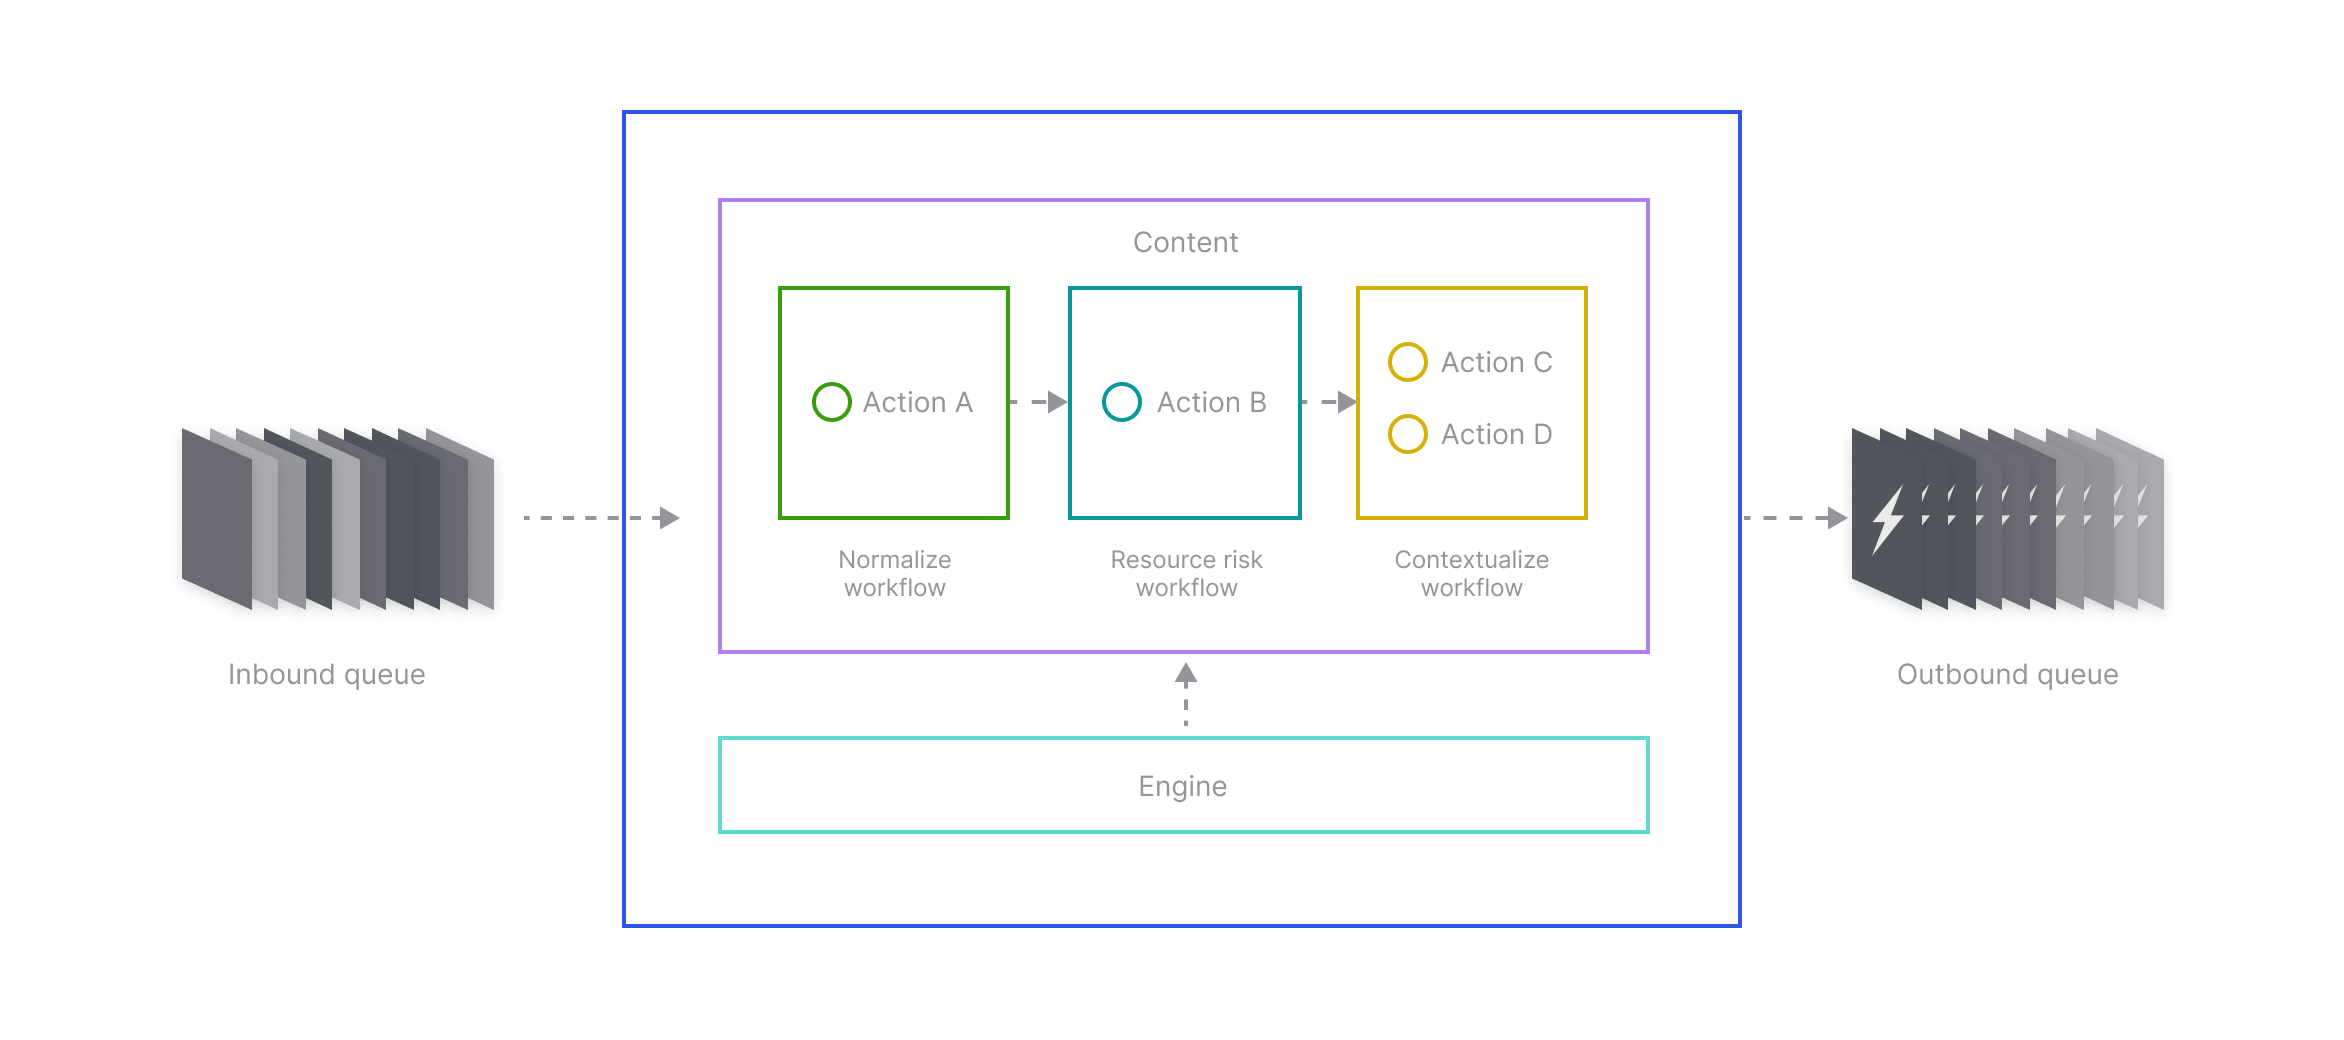 Content
Action A
Action B
Action C
Action D
Normalize
workflow
Resource risk
workflow
Contextualize
workflow
Inbound queue
Outbound queue
Engine